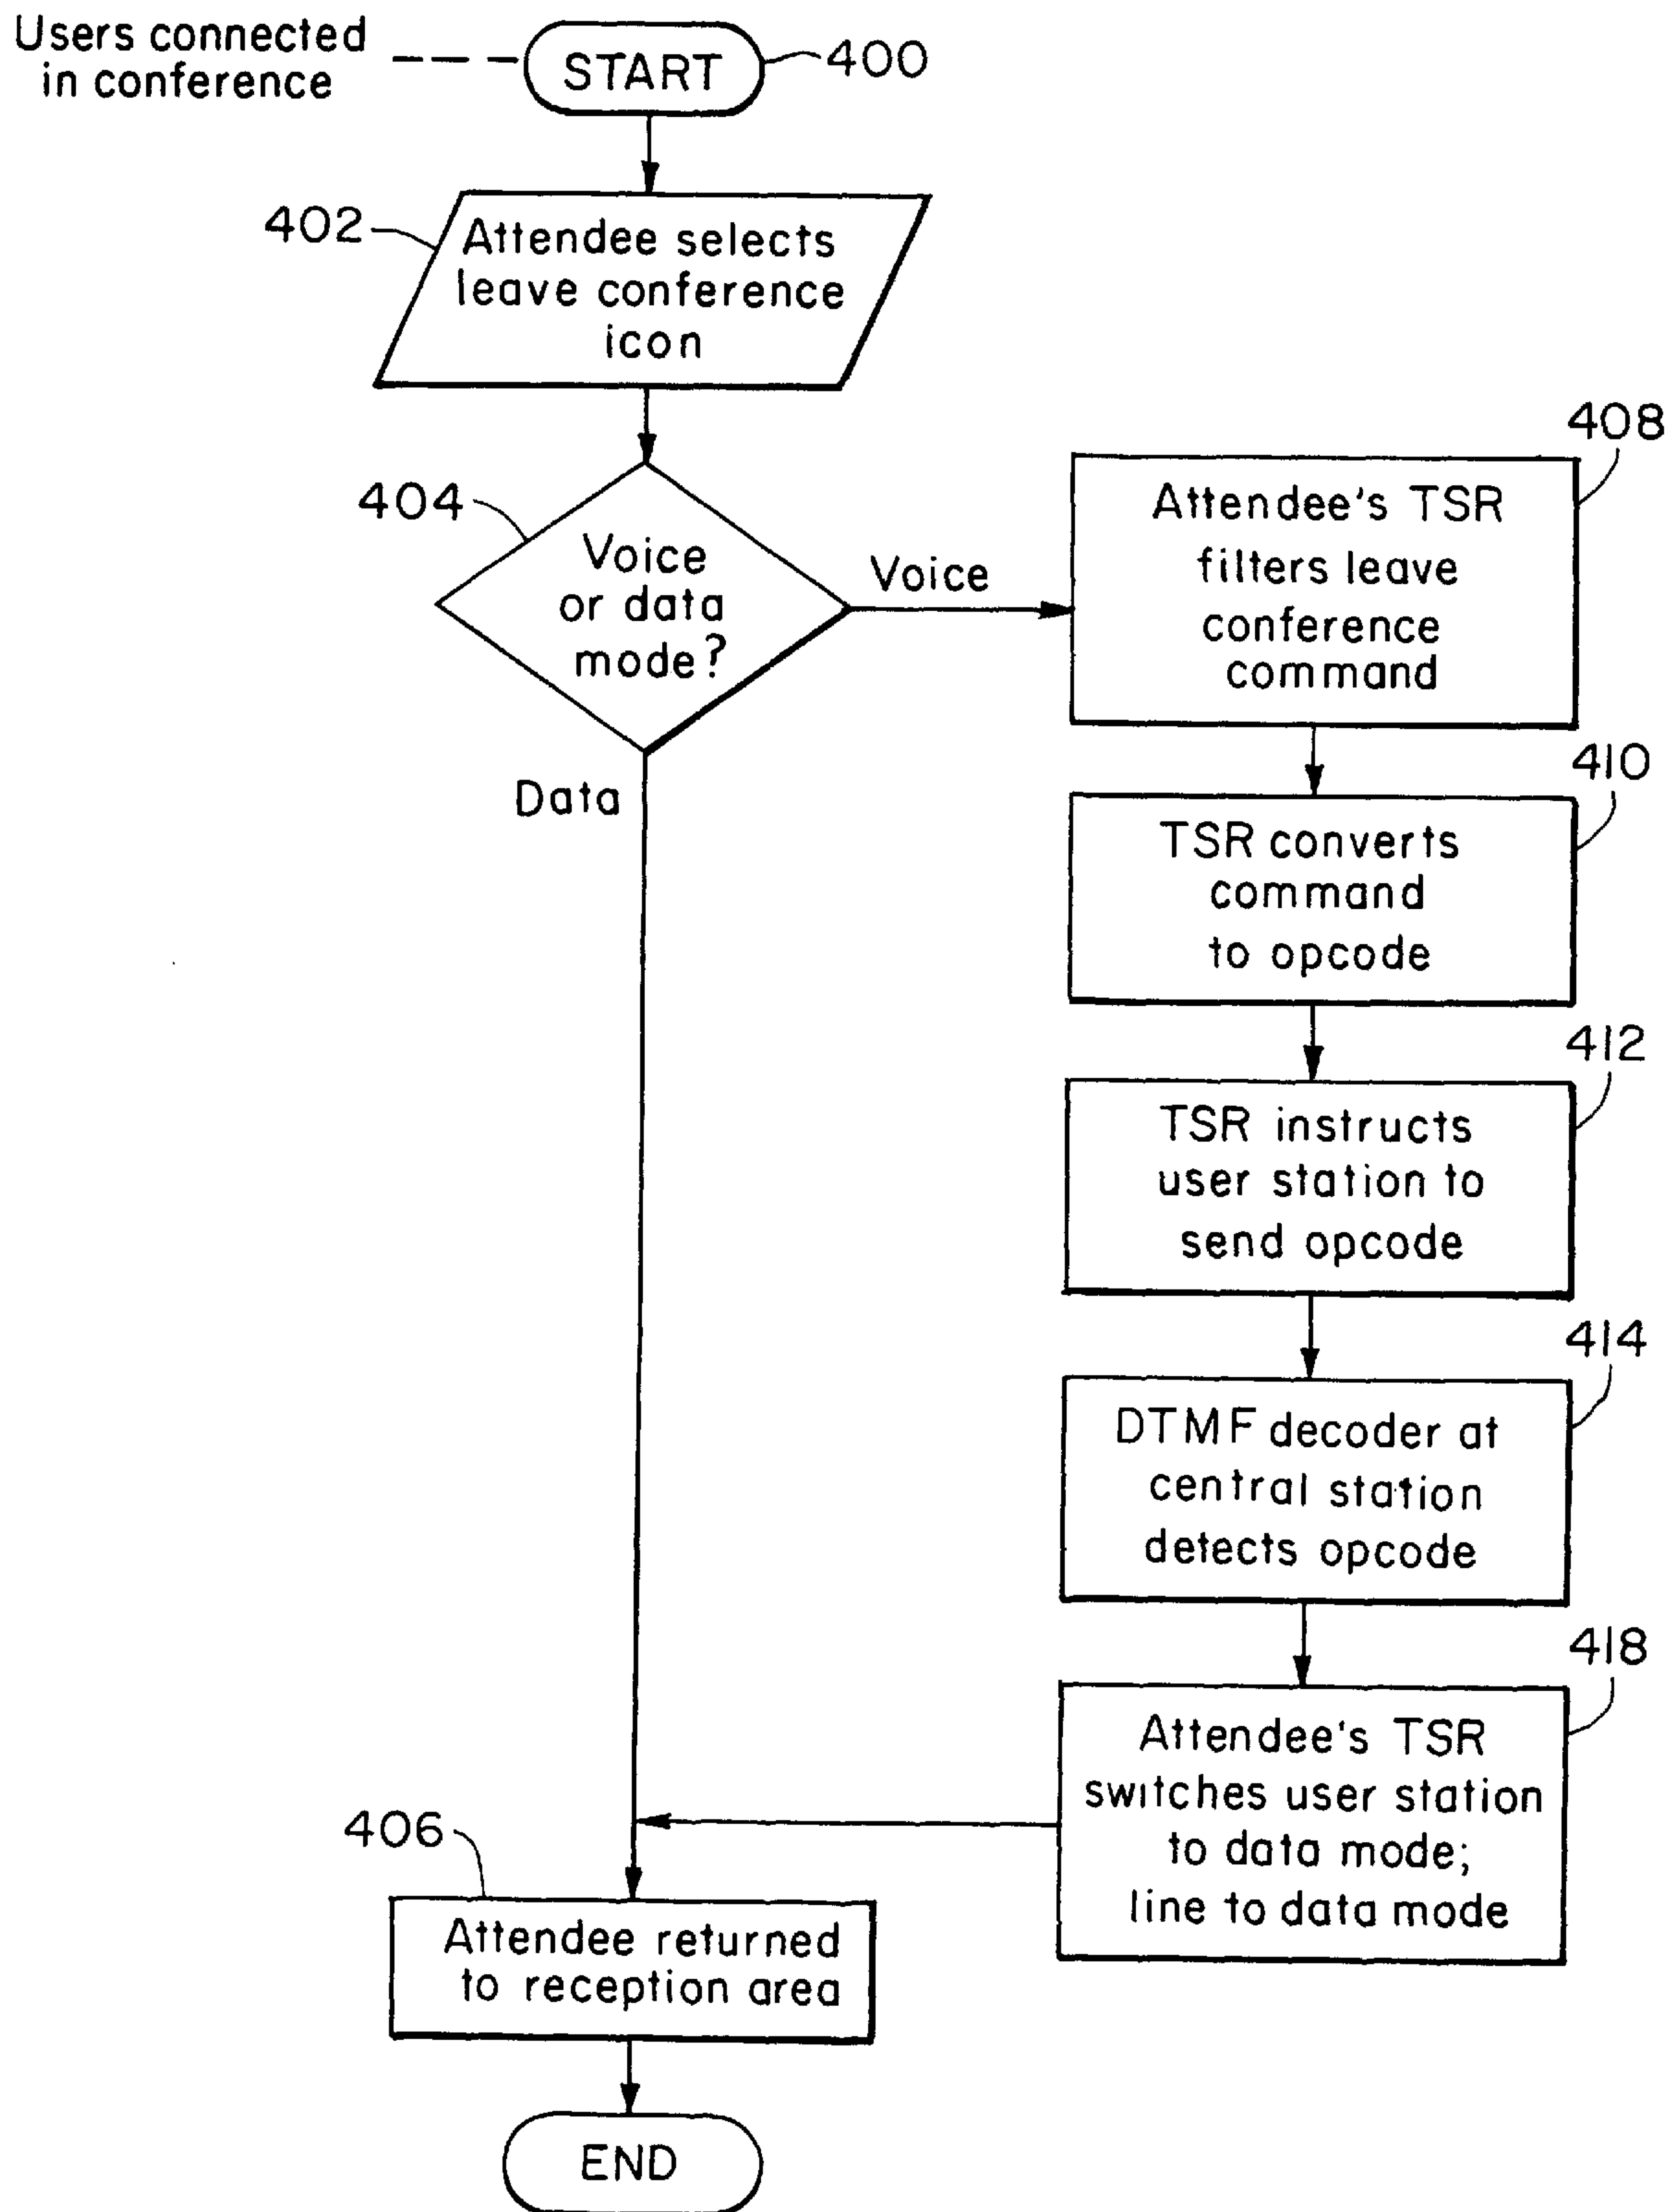 Users connected
in conference
START
400
402
Attendee selects
leave conference
icon
404
Voice
or data
mode?
Voice
Data
408
Attendee's TSR
filters leave
conference
command
410
TSR converts
command
to opcode
412
TSR instructs
user station to
send opcode
414
DTMF decoder at
central station
detects opcode
418
Attendee's TSR
switches user station
to data mode;
line to data mode
406
Attendee returned
to reception area
END